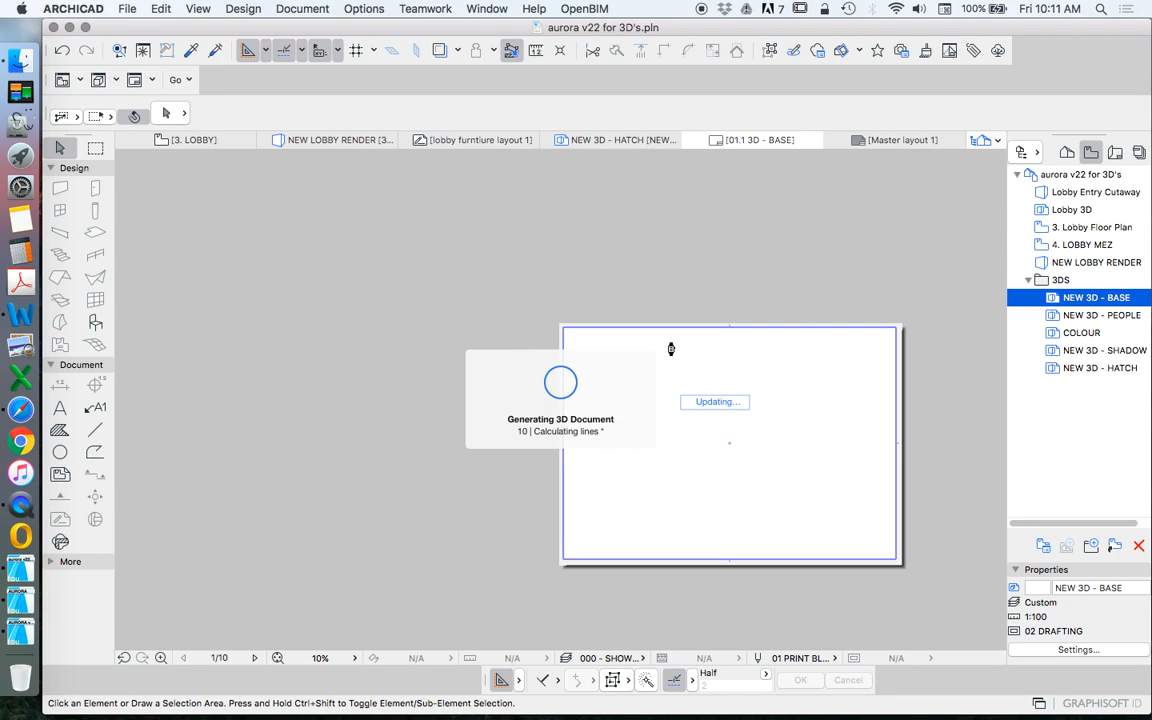 ARCHICAD File Edit View Design Document Options Teamwork Window Help OpenBIM 7 100% Fri 10:11 AM
aurora v22 for 3D's.pln
Go
[3. LOBBY] NEW LOBBY RENDER [3... [lobby furntiure layout 1] NEW 3D - HATCH [NEW... [01.1 3D - BASE] [Master layout 1]
Design
Document
More
aurora v22 for 3D's
Lobby Entry Cutaway
Lobby 3D
3. Lobby Floor Plan
4. LOBBY MEZ
NEW LOBBY RENDER
3DS
NEW 3D - BASE
NEW 3D - PEOPLE
COLOUR
NEW 3D - SHADOW
NEW 3D - HATCH
Updating...
Generating 3D Document
10 | Calculating lines *
Properties
NEW 3D - BASE
Custom
1:100
02 DRAFTING
Settings...
1/10 10% N/A N/A 000 - SHOW... N/A 01 PRINT BL... N/A
Half
2
OK Cancel
Click an Element or Draw a Selection Area. Press and Hold Ctrl+Shift to Toggle Element/Sub-Element Selection.
GRAPHISOFT ID